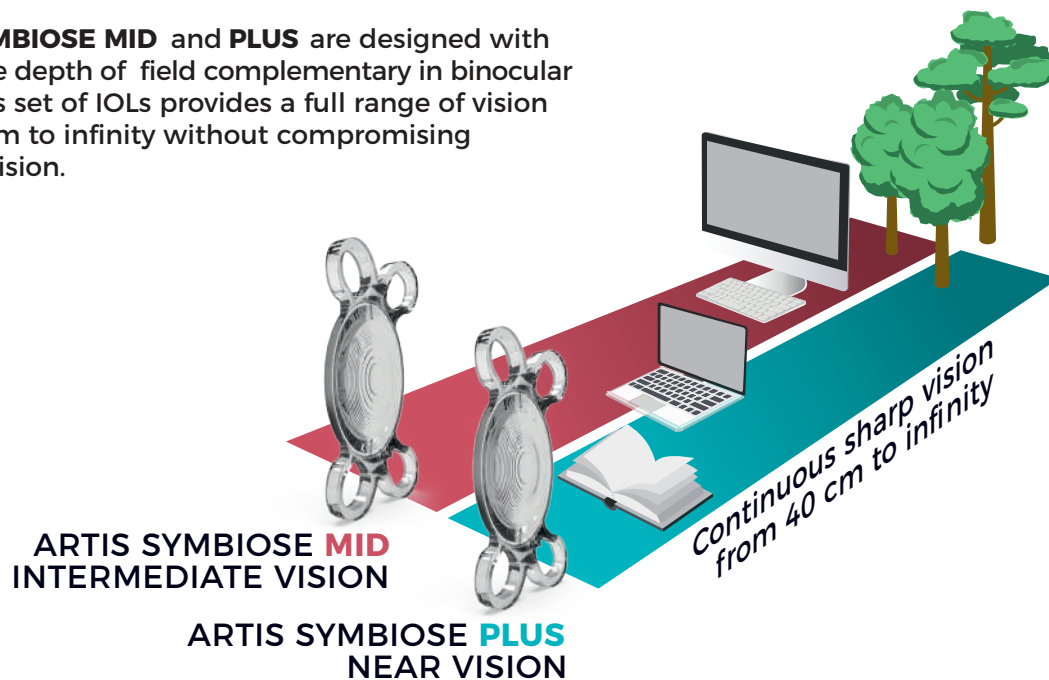 MBIOSE MID and PLUS are designed with
e depth of field complementary in binocular
s set of IOLs provides a full range of vision
m to infinity without compromising
ision.
Continuous sharp vision
from 40 cm to infinity
ARTIS SYMBIOSE MID
INTERMEDIATE VISION
ARTIS SYMBIOSE PLUS
NEAR VISION